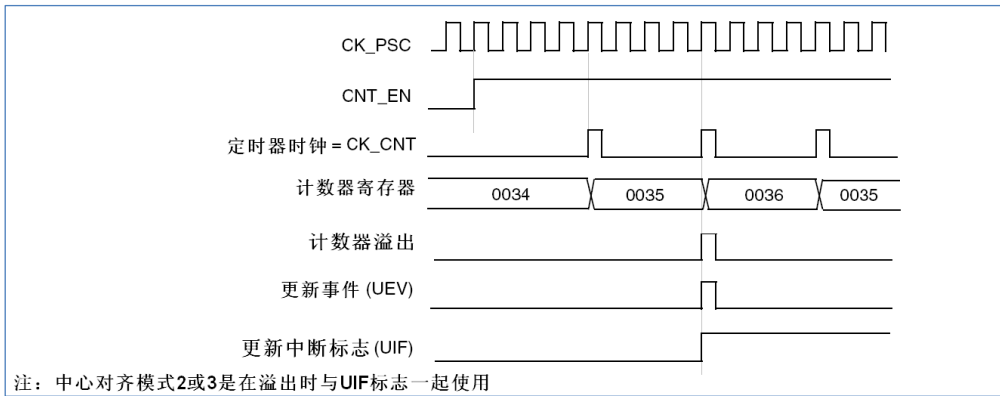 CK_PSC
CNT_EN
定时器时钟 = CK_CNT
计数器寄存器 0034 0035 0036 0035
计数器溢出
更新事件 (UEV)
更新中断标志 (UIF)
注：中心对齐模式2或3是在溢出时与UIF标志一起使用